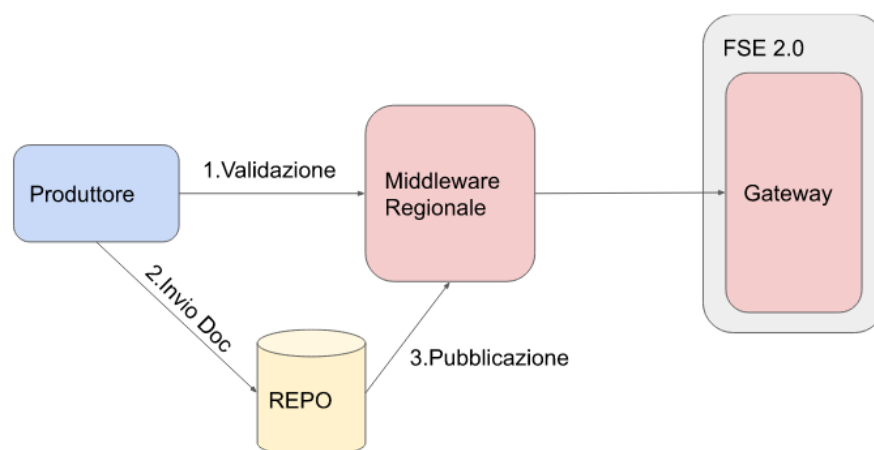 FSE 2.0
1.Validazione
Produttore
Middleware
Regionale
Gateway
2.Invio Doc
3.Pubblicazione
REPO